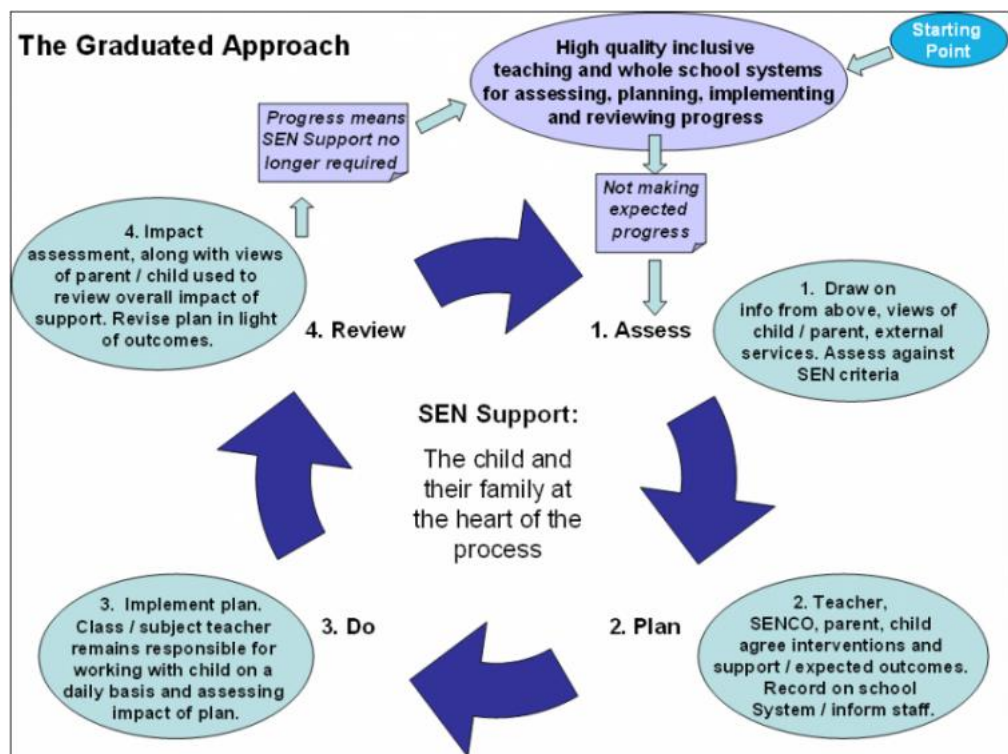 The Graduated Approach
Starting
Point
High quality inclusive
teaching and whole school systems
for assessing, planning, implementing
and reviewing progress
Progress means
SEN Support no
longer required
Not making
expected
progress
4. Impact
assessment, along with views
of parent / child used to
review overall impact of
support. Revise plan in light
of outcomes.
4. Review
1. Assess
1. Draw on
info from above, views of
child / parent, external
services. Assess against
SEN criteria
SEN Support:
The child and
their family at
the heart of the
process
3. Implement plan.
Class / subject teacher
remains responsible for
working with child on a
daily basis and assessing
impact of plan.
3. Do
2. Plan
2. Teacher,
SENCO, parent, child
agree interventions and
support / expected outcomes.
Record on school
System / inform staff.